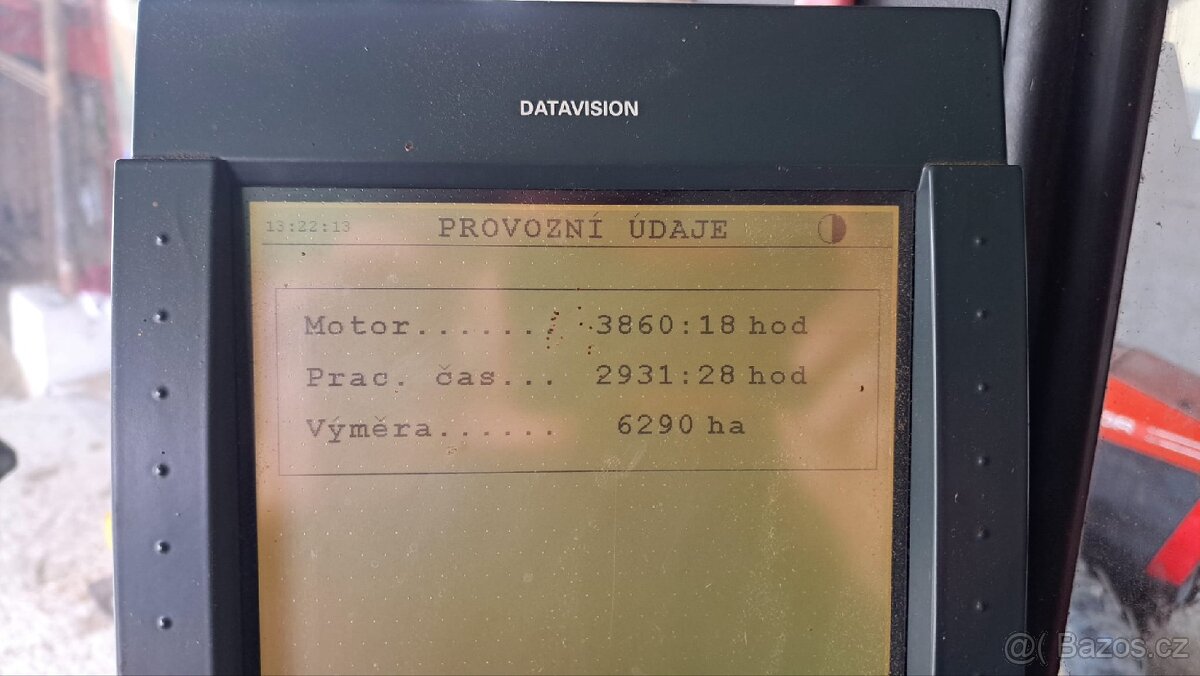 DATAVISION
13:22:13 PROVOZNÍ ÚDAJE
Motor....... 3860:18 hod
Prac. čas... 2931:28 hod
Výměra...... 6290 ha
@( Bazos.cz